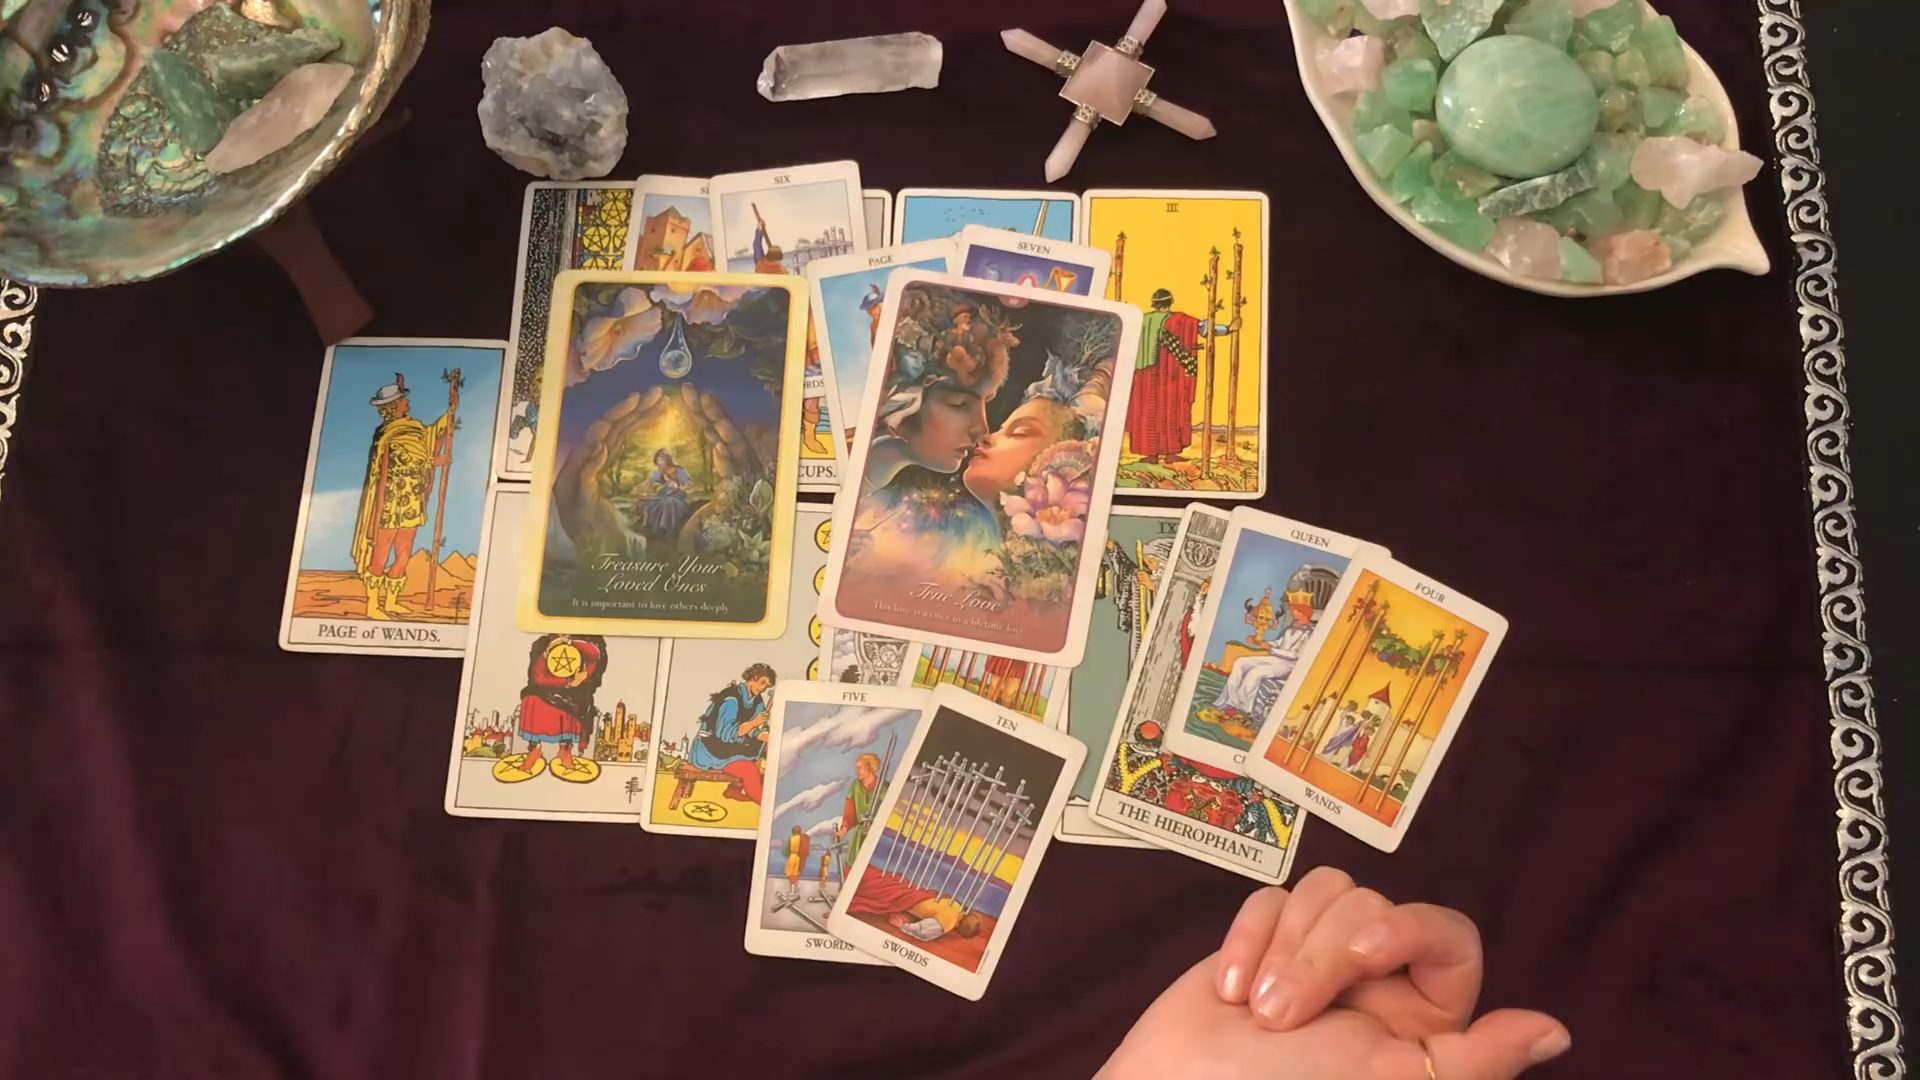 SIX
III
SEVEN
PAGE
CUPS.
PAGE of WANDS.
Treasure Your
Loved Ones
It is important to love others deeply
True Love
This love is a once in a lifetime love
IX
QUEEN
FOUR
WANDS
THE HIEROPHANT.
FIVE
TEN
SWORDS
SWORDS